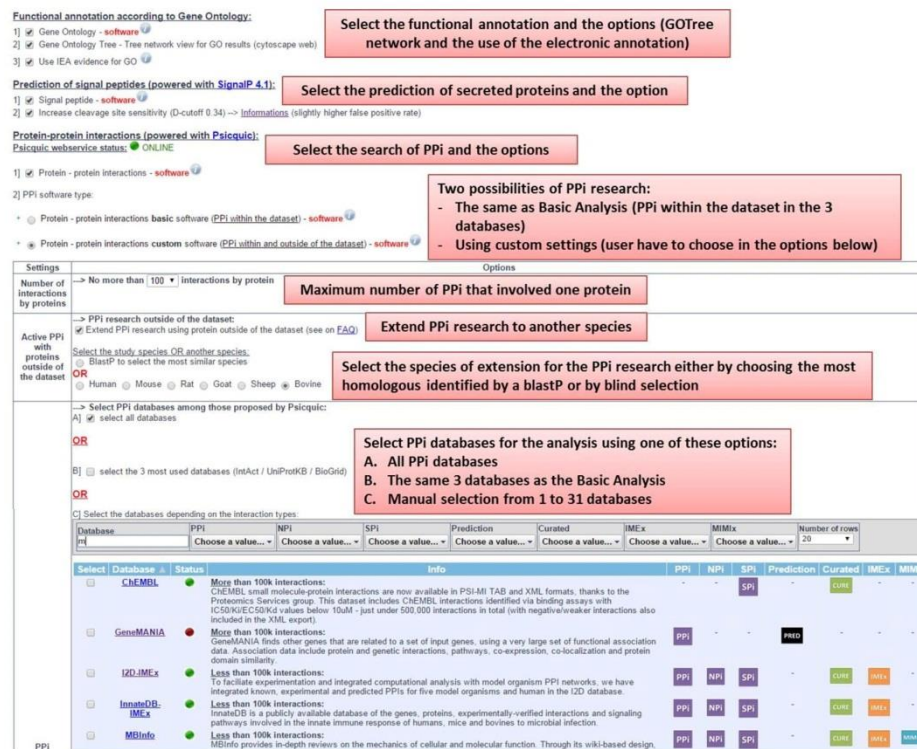 Functional annotation according to Gene Ontology:
1] Gene Ontology - software
2] Gene Ontology Tree - Tree network view for GO results (cytoscape web)
3] Use IEA evidence for GO
Select the functional annotation and the options (GOTree
network and the use of the electronic annotation)
Prediction of signal peptides (powered with SignalP 4.1):
1] Signal peptide - software
2] Increase cleavage site sensitivity (D-cutoff 0.34) --> Informations (slightly higher false positive rate)
Select the prediction of secreted proteins and the option
Protein-protein interactions (powered with Psicquic):
Psicquic webservice status: ONLINE
Select the search of PPi and the options
1] Protein - protein interactions - software
2] PPi software type:
Protein - protein interactions basic software (PPi within the dataset) - software
Protein - protein interactions custom software (PPi within and outside of the dataset) - software
Two possibilities of PPi research:
- The same as Basic Analysis (PPi within the dataset in the 3
databases)
- Using custom settings (user have to choose in the options below)
Settings Options
Number of
interactions
by proteins
---> No more than 100 interactions by protein
Maximum number of PPi that involved one protein
Active PPi
with
proteins
outside of
the dataset
---> PPi research outside of the dataset:
Extend PPi research using protein outside of the dataset (see on FAQ)
Extend PPi research to another species
Select the study species OR another species:
BlastP to select the most similar species
OR
Human Mouse Rat Goat Sheep Bovine
Select the species of extension for the PPi research either by choosing the most
homologous identified by a blastP or by blind selection
---> Select PPi databases among those proposed by Psicquic:
A] select all databases
OR
B] select the 3 most used databases (IntAct / UniProtKB / BioGrid)
OR
C] Select the databases depending on the interaction types:
Select PPi databases for the analysis using one of these options:
A. All PPi databases
B. The same 3 databases as the Basic Analysis
C. Manual selection from 1 to 31 databases
Database PPi NPi SPi Prediction Curated IMEx MIMIx Number of rows
m Choose a value... Choose a value... Choose a value... Choose a value... Choose a value... Choose a value... Choose a value... 20
Select Database Status Info PPi NPi SPi Prediction Curated IMEx MIM
ChEMBL More than 100k interactions: - - SPi - CURE - -
ChEMBL small molecule-protein interactions are now available in PSI-MI TAB and XML formats, thanks to the
Proteomics Services group. This dataset includes ChEMBL interactions identified via binding assays with
IC50/Ki/EC50/Kd values below 10uM - just under 500,000 interactions in total (with negative/weaker interactions also
included in the XML export).
GeneMANIA More than 100k interactions: PPi - - PRED - - -
GeneMANIA finds other genes that are related to a set of input genes, using a very large set of functional association
data. Association data include protein and genetic interactions, pathways, co-expression, co-localization and protein
domain similarity.
I2D-IMEx Less than 100k interactions: PPi NPi SPi - CURE IMEx -
To faciliate experimentation and integrated computational analysis with model organism PPI networks, we have
integrated known, experimental and predicted PPIs for five model organisms and human in the I2D database.
InnateDB-
IMEx
Less than 100k interactions: PPi NPi SPi - CURE IMEx -
InnateDB is a publicly available database of the genes, proteins, experimentally-verified interactions and signaling
pathways involved in the innate immune response of humans, mice and bovines to microbial infection.
MBInfo Less than 100k interactions: PPi NPi SPi - CURE IMEx MIM
MBInfo provides in-depth reviews on the mechanics of cellular and molecular function. Through its wiki-based design,
PPi